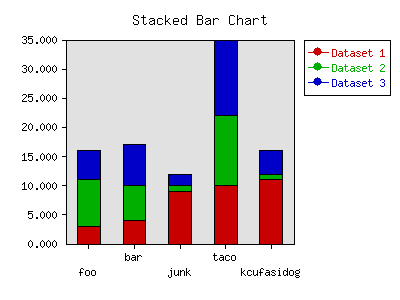 Stacked Bar Chart
35.000
30.000
25.000
20.000
15.000
10.000
5.000
0.000
foo
bar
junk
taco
kcufasidog
Dataset 1
Dataset 2
Dataset 3